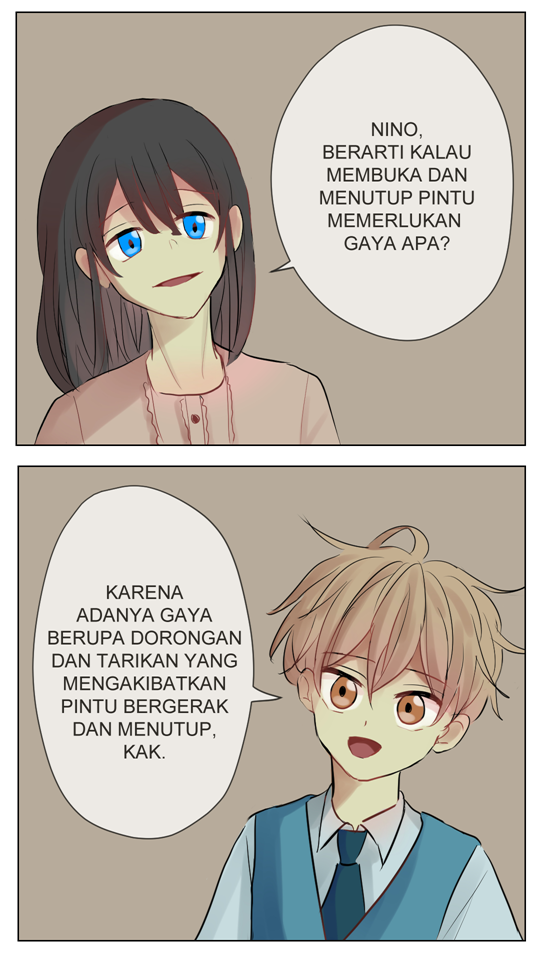 NINO,
BERARTI KALAU
MEMBUKA DAN
MENUTUP PINTU
MEMERLUKAN
GAYA APA?
KARENA
ADANYA GAYA
BERUPA DORONGAN
DAN TARIKAN YANG
MENGAKIBATKAN
PINTU BERGERAK
DAN MENUTUP,
KAK.